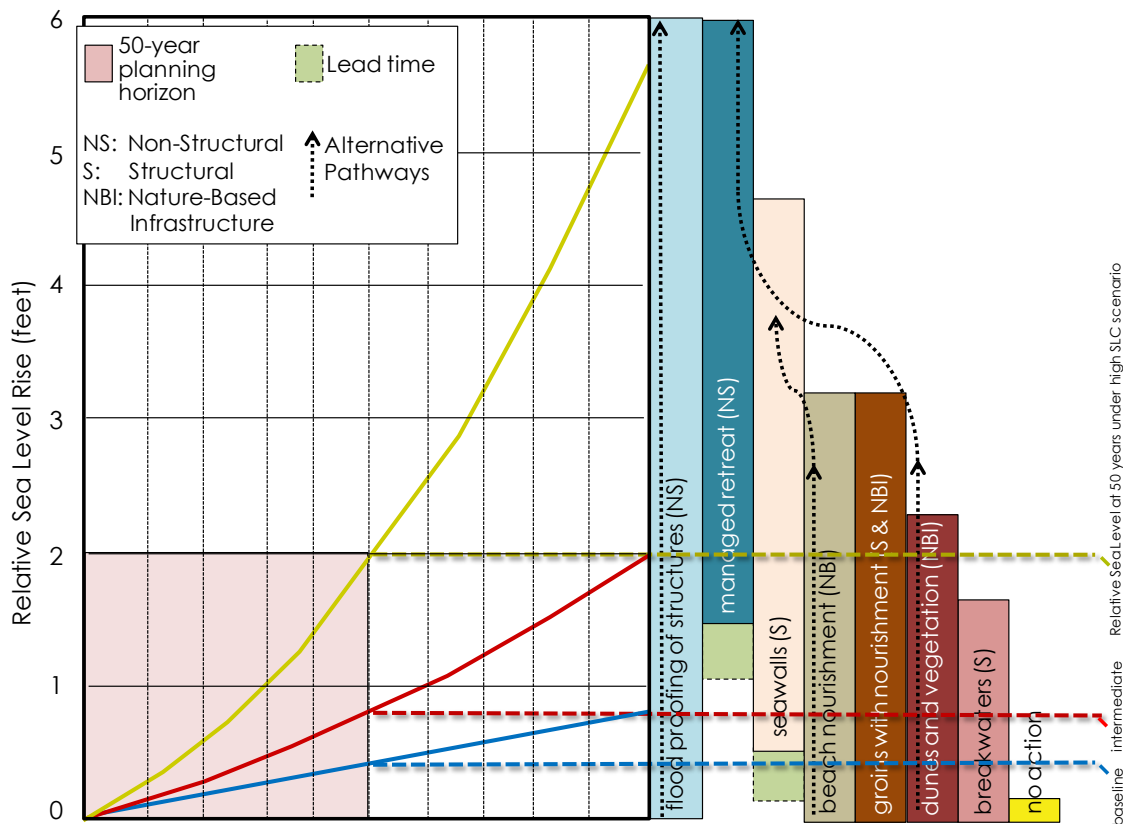 6
5
4
3
2
1
0
Relative Sea Level Rise (feet)
50-year
planning
horizon
Lead time
NS: Non-Structural
S: Structural
NBI: Nature-Based
Infrastructure
Alternative
Pathways
flood proofing of structures (NS)
managed retreat (NS)
seawalls (S)
beach nourishment (NBI)
groins with nourishment (S & NBI)
dunes and vegetation (NBI)
breakwaters (S)
no action
baseline
intermediate
Relative Sea Level at 50 years under high SLC scenario